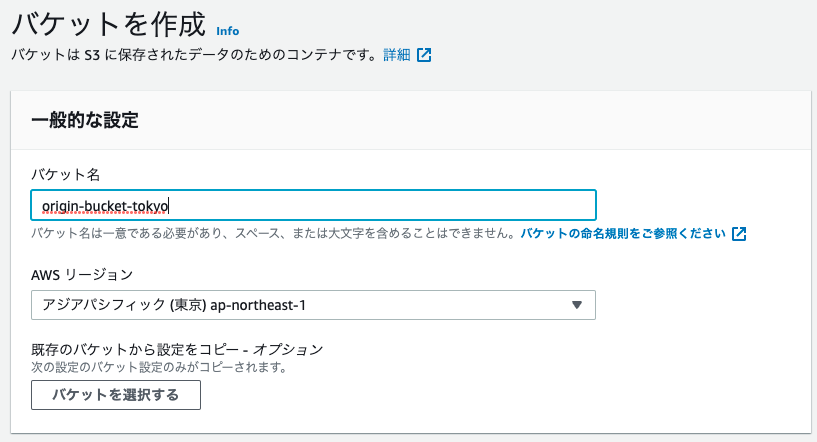 バケットを作成 Info
バケットは S3 に保存されたデータのためのコンテナです。詳細
一般的な設定
バケット名
origin-bucket-tokyo
バケット名は一意である必要があり、スペース、または大文字を含めることはできません。バケットの命名規則をご参照ください
AWS リージョン
アジアパシフィック (東京) ap-northeast-1
既存のバケットから設定をコピー - オプション
次の設定のバケット設定のみがコピーされます。
バケットを選択する